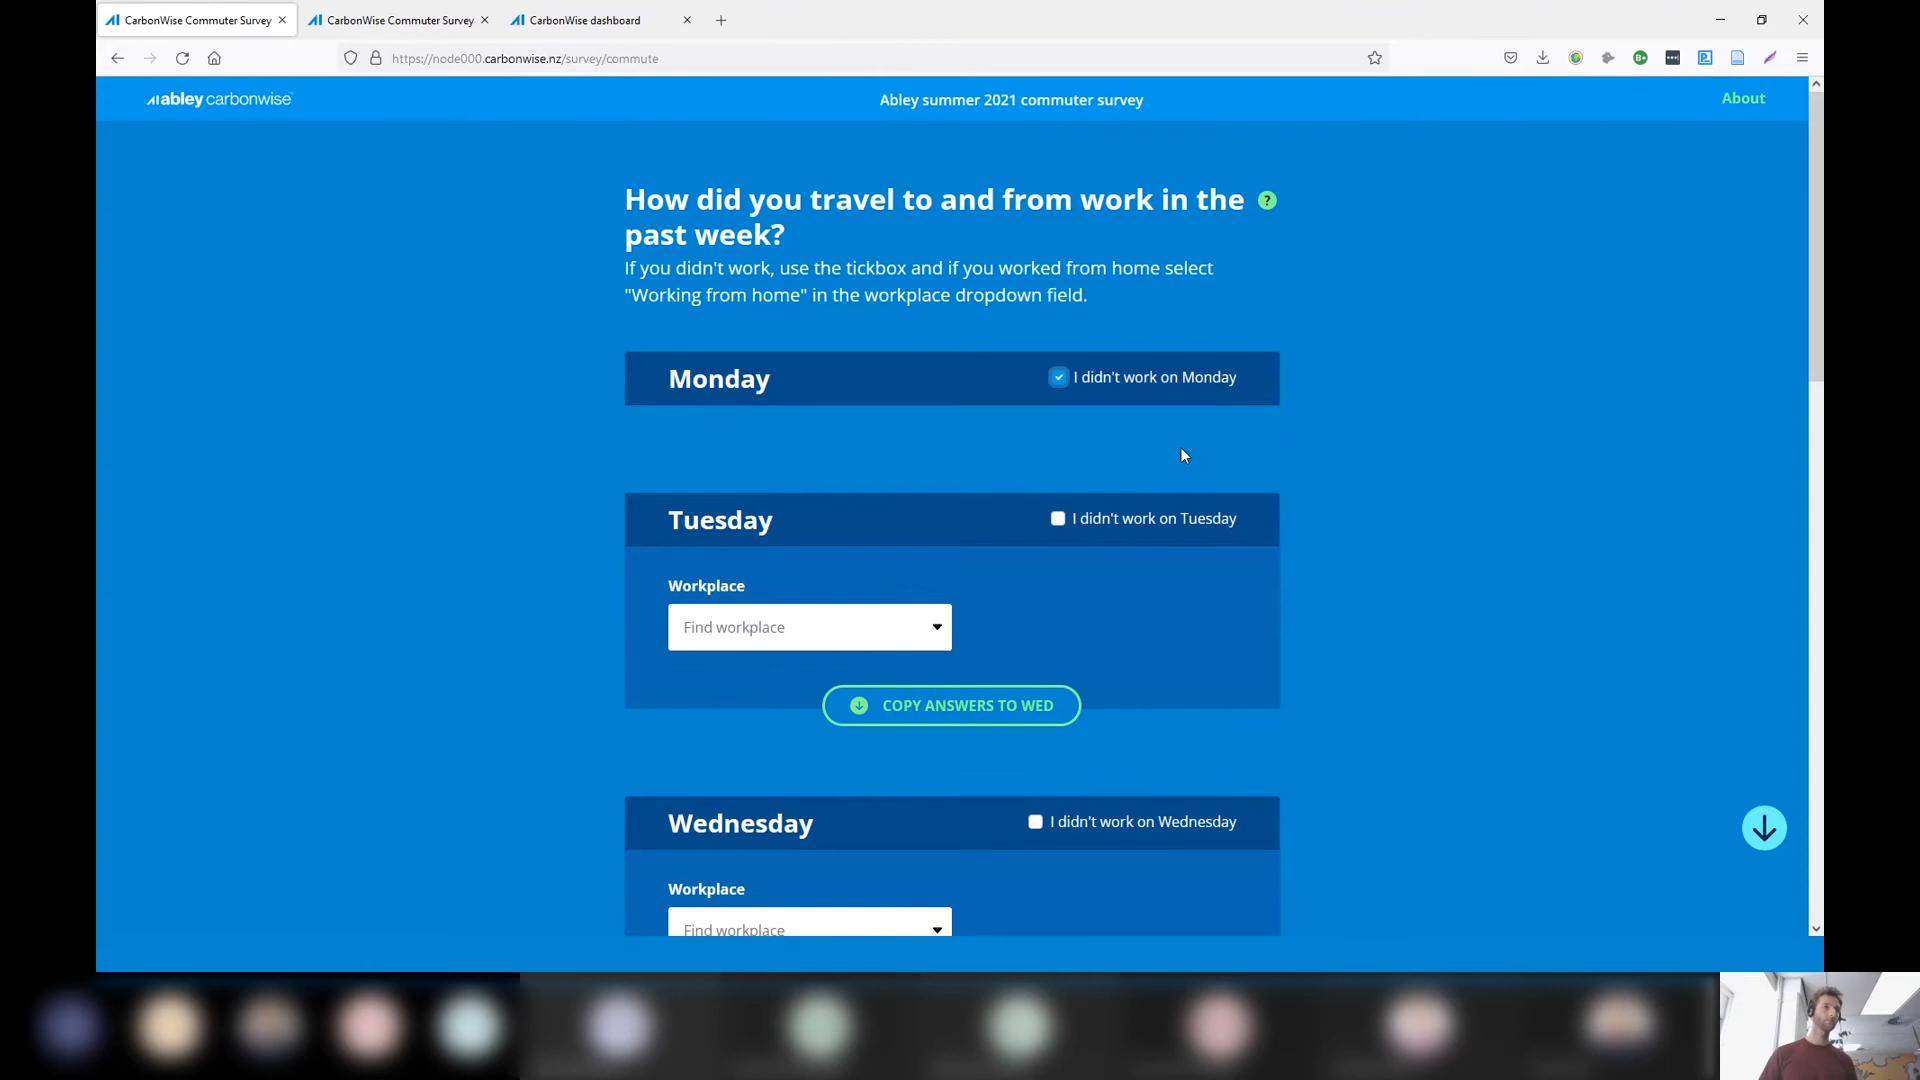 CarbonWise Commuter Survey
CarbonWise Commuter Survey
CarbonWise dashboard
https://node000.carbonwise.nz/survey/commute
abley carbonwise
Abley summer 2021 commuter survey
About
How did you travel to and from work in the
past week?
?
If you didn't work, use the tickbox and if you worked from home select
"Working from home" in the workplace dropdown field.
Monday
I didn't work on Monday
Tuesday
I didn't work on Tuesday
Workplace
Find workplace
COPY ANSWERS TO WED
Wednesday
I didn't work on Wednesday
Workplace
Find workplace